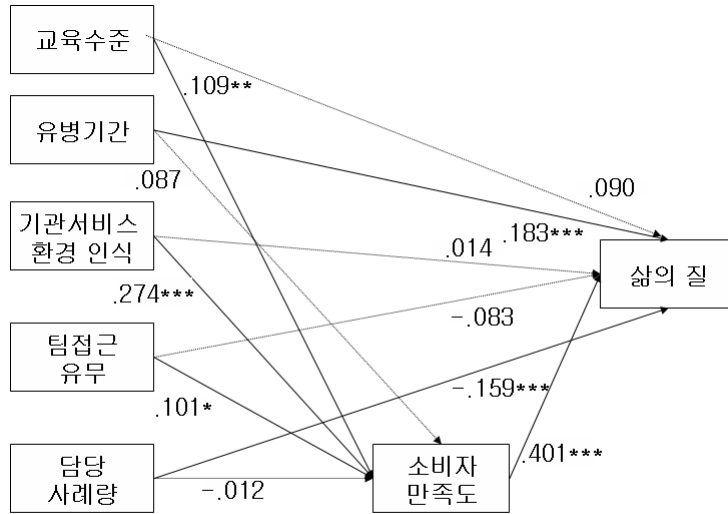 교육수준
.109**
유병기간
.087
.090
기관서비스
환경 인식
.183***
.014
삶의 질
.274***
-.083
팀접근
유무
-.159***
.101*
담당
사례량
소비자
만족도
.401***
-.012